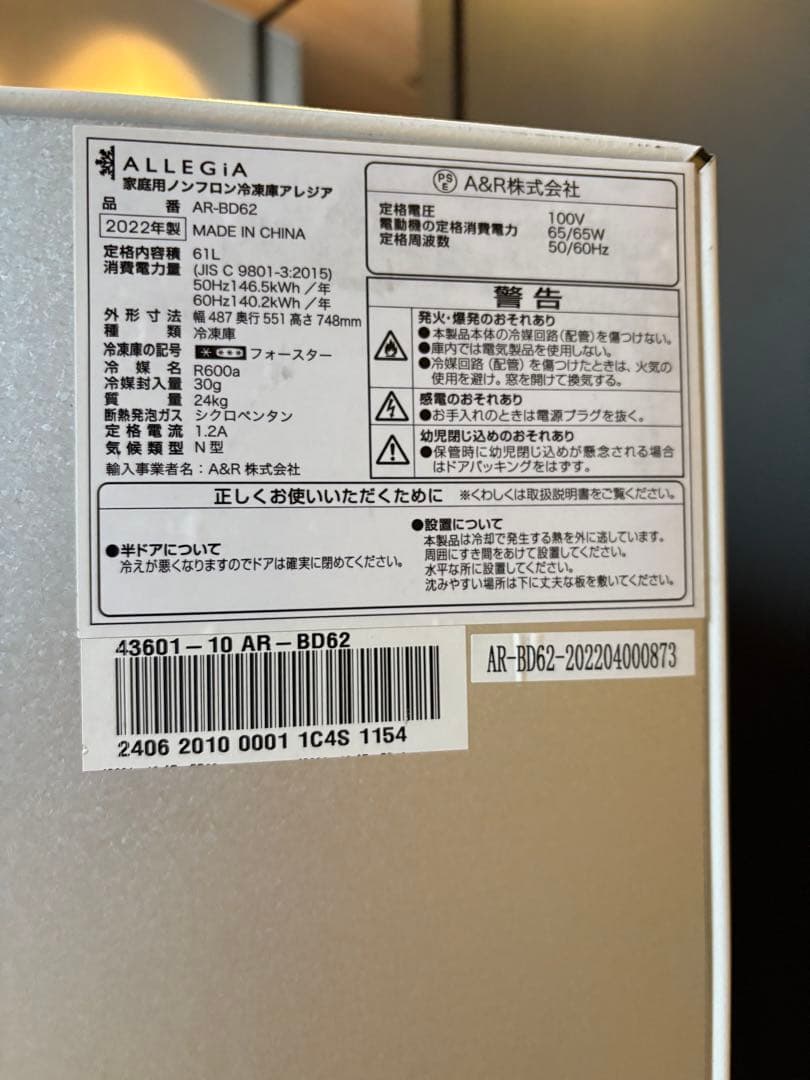 ALLEGiA
家庭用ノンフロン冷凍庫アレジア
品 番 AR-BD62
2022年製 MADE IN CHINA
定格内容積 61L
消費電力量 (JIS C 9801-3:2015)
50Hz146.5kWh／年
60Hz140.2kWh／年
外形寸法 幅487奥行551高さ748mm
種 類 冷凍庫
冷凍庫の記号 フォースター
冷 媒 名 R600a
冷媒封入量 30g
質 量 24kg
断熱発泡ガス シクロペンタン
定格電流 1.2A
気候類型 N型
輸入事業者名：A&R株式会社
PSE A&R株式会社
定格電圧 100V
電動機の定格消費電力 65/65W
定格周波数 50/60Hz
警告
発火・爆発のおそれあり
●本製品本体の冷媒回路（配管）を傷つけない。
●庫内では電気製品を使用しない。
●冷媒回路（配管）を傷つけたときは、火気の
使用を避け。窓を開けて換気する。
感電のおそれあり
●お手入れのときは電源プラグを抜く。
幼児閉じ込めのおそれあり
●保管時に幼児閉じ込めが懸念される場合
はドアパッキングをはずす。
正しくお使いいただくために ※くわしくは取扱説明書をご覧ください。
●半ドアについて
冷えが悪くなりますのでドアは確実に閉めてください。
●設置について
本製品は冷却で発生する熱を外に逃しています。
周囲にすき間をあけて設置してください。
水平な所に設置してください。
沈みやすい場所は下に丈夫な板を敷いてください。
43601-10 AR-BD62
2406 2010 0001 1C4S 1154
AR-BD62-202204000873